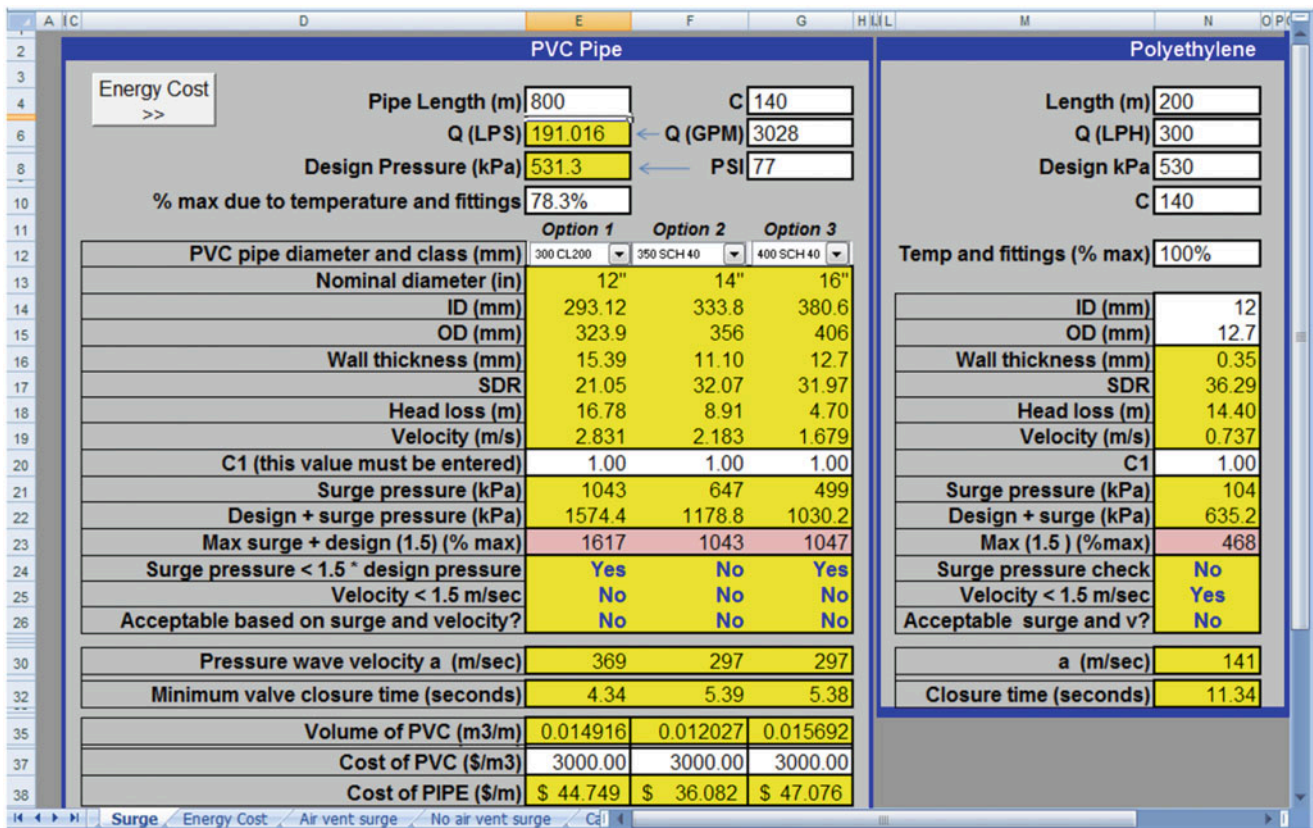 A C D E F G H L M N O P
2 PVC Pipe Polyethylene
3 Energy Cost
4 >> Pipe Length (m) 800 C 140 Length (m) 200
6 Q (LPS) 191.016 ← Q (GPM) 3028 Q (LPH) 300
8 Design Pressure (kPa) 531.3 ← PSI 77 Design kPa 530
10 % max due to temperature and fittings 78.3% C 140
11 Option 1 Option 2 Option 3
12 PVC pipe diameter and class (mm) 300 CL200 350 SCH 40 400 SCH 40 Temp and fittings (% max) 100%
13 Nominal diameter (in) 12" 14" 16"
14 ID (mm) 293.12 333.8 380.6 ID (mm) 12
15 OD (mm) 323.9 356 406 OD (mm) 12.7
16 Wall thickness (mm) 15.39 11.10 12.7 Wall thickness (mm) 0.35
17 SDR 21.05 32.07 31.97 SDR 36.29
18 Head loss (m) 16.78 8.91 4.70 Head loss (m) 14.40
19 Velocity (m/s) 2.831 2.183 1.679 Velocity (m/s) 0.737
20 C1 (this value must be entered) 1.00 1.00 1.00 C1 1.00
21 Surge pressure (kPa) 1043 647 499 Surge pressure (kPa) 104
22 Design + surge pressure (kPa) 1574.4 1178.8 1030.2 Design + surge (kPa) 635.2
23 Max surge + design (1.5) (% max) 1617 1043 1047 Max (1.5 ) (%max) 468
24 Surge pressure < 1.5 * design pressure Yes No Yes Surge pressure check No
25 Velocity < 1.5 m/sec No No No Velocity < 1.5 m/sec Yes
26 Acceptable based on surge and velocity? No No No Acceptable surge and v? No
30 Pressure wave velocity a (m/sec) 369 297 297 a (m/sec) 141
32 Minimum valve closure time (seconds) 4.34 5.39 5.38 Closure time (seconds) 11.34
35 Volume of PVC (m3/m) 0.014916 0.012027 0.015692
37 Cost of PVC ($/m3) 3000.00 3000.00 3000.00
38 Cost of PIPE ($/m) $ 44.749 $ 36.082 $ 47.076
Surge Energy Cost Air vent surge No air vent surge